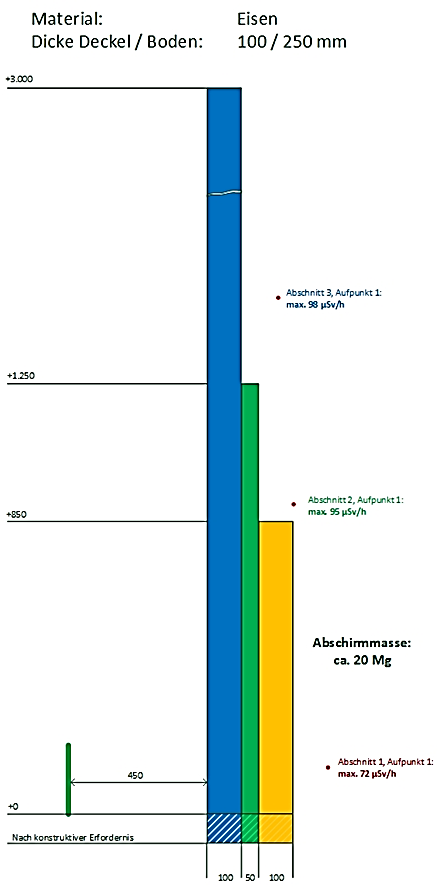 Material: Eisen
Dicke Deckel / Boden: 100 / 250 mm
+3.000
Abschnitt 3, Aufpunkt 1:
max. 98 µSv/h
+1.250
Abschnitt 2, Aufpunkt 1:
max. 95 µSv/h
+850
Abschirmmasse:
ca. 20 Mg
Abschnitt 1, Aufpunkt 1:
max. 72 µSv/h
450
+0
Nach konstruktiver Erfordernis
100 50 100